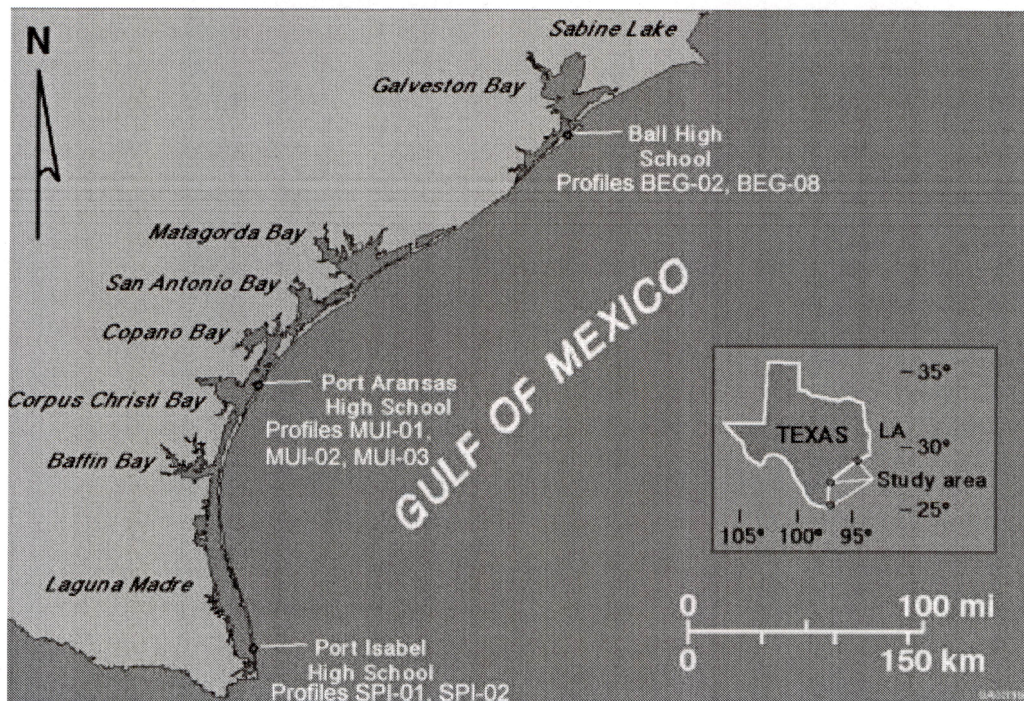 N
Sabine Lake
Galveston Bay
Ball High
School
Profiles BEG-02, BEG-08
Matagorda Bay
San Antonio Bay
Copano Bay
Corpus Christi Bay
Port Aransas
High School
Profiles MUI-01,
MUI-02, MUI-03
Baffin Bay
GULF OF MEXICO
Laguna Madre
Port Isabel
High School
Profiles SPI-01, SPI-02
TEXAS
LA
35°
30°
Study area
25°
105° 100° 95°
0 100 mi
0 150 km